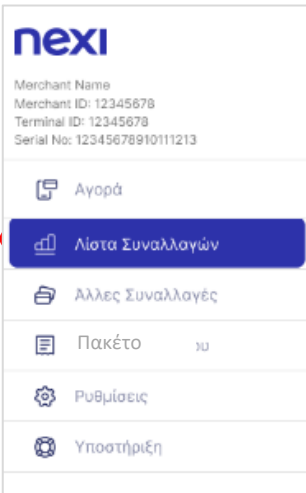 nexi
Merchant Name
Merchant ID: 12345678
Terminal ID: 12345678
Serial No: 12345678910111213
Αγορά
Λίστα Συναλλαγών
Άλλες Συναλλαγές
Πακέτο ου
Ρυθμίσεις
Υποστήριξη